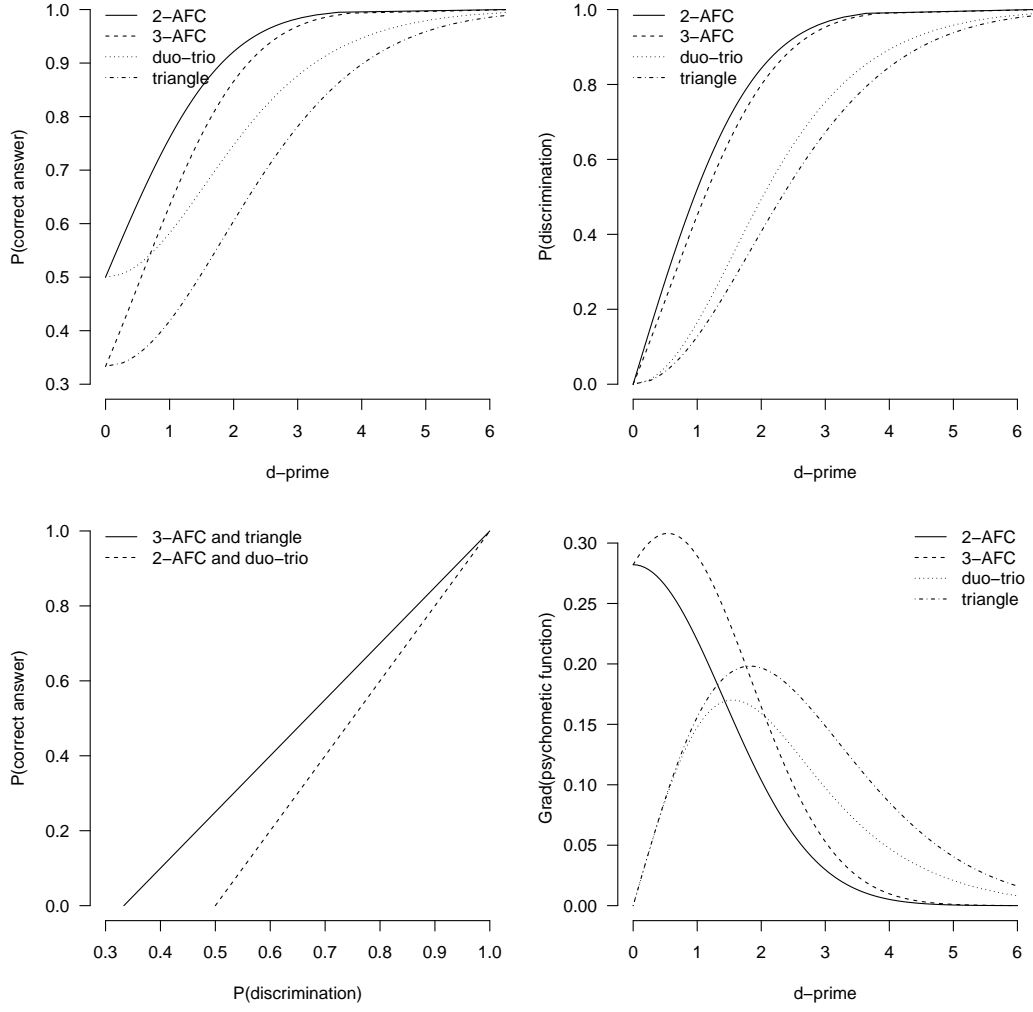 2−AFC
3−AFC
duo−trio
triangle
1.0
0.9
0.8
0.7
0.6
0.5
0.4
0.3
P(correct answer)
0 1 2 3 4 5 6
d−prime
2−AFC
3−AFC
duo−trio
triangle
1.0
0.8
0.6
0.4
0.2
0.0
P(discrimination)
0 1 2 3 4 5 6
d−prime
3−AFC and triangle
2−AFC and duo−trio
1.0
0.8
0.6
0.4
0.2
0.0
P(correct answer)
0.3 0.4 0.5 0.6 0.7 0.8 0.9 1.0
P(discrimination)
2−AFC
3−AFC
duo−trio
triangle
0.30
0.25
0.20
0.15
0.10
0.05
0.00
Grad(psychometic function)
0 1 2 3 4 5 6
d−prime